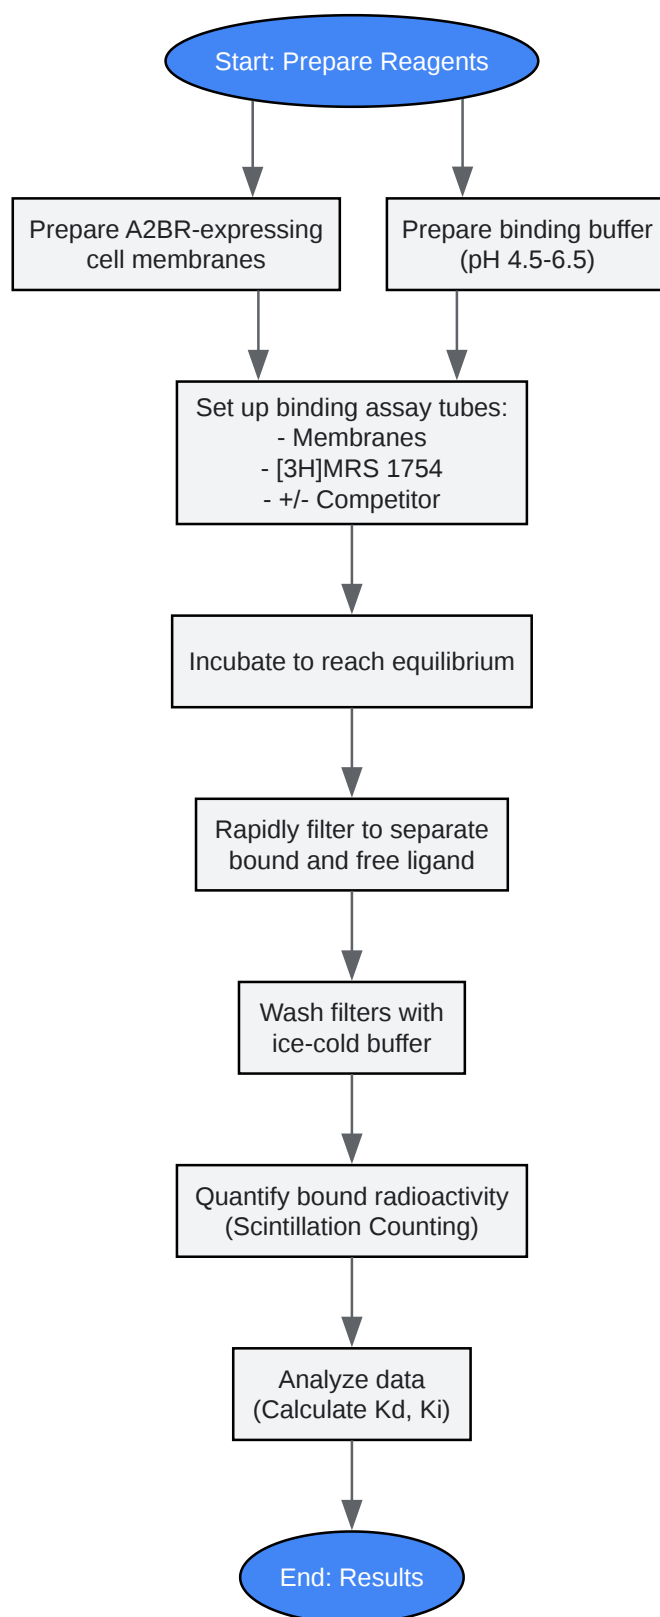 Start: Prepare Reagents
Prepare A2BR-expressing
cell membranes
Prepare binding buffer
(pH 4.5-6.5)
Set up binding assay tubes:
- Membranes
- [3H]MRS 1754
- +/- Competitor
Incubate to reach equilibrium
Rapidly filter to separate
bound and free ligand
Wash filters with
ice-cold buffer
Quantify bound radioactivity
(Scintillation Counting)
Analyze data
(Calculate Kd, Ki)
End: Results